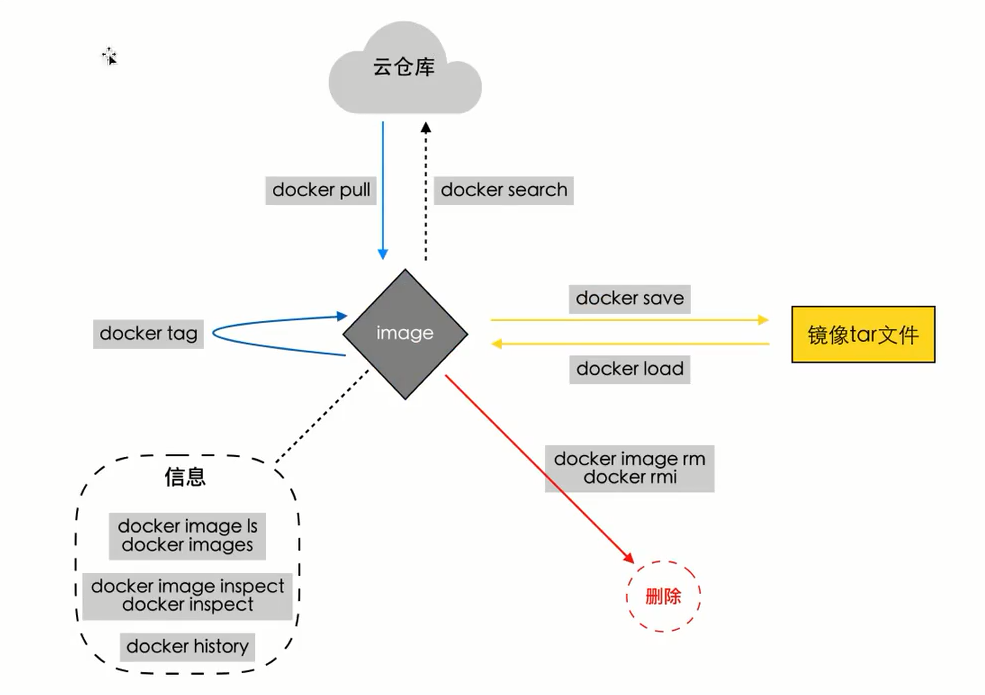 云仓库
docker pull
docker search
docker tag
image
docker save
docker load
镜像tar文件
docker image rm
docker rmi
删除
信息
docker image ls
docker images
docker image inspect
docker inspect
docker history